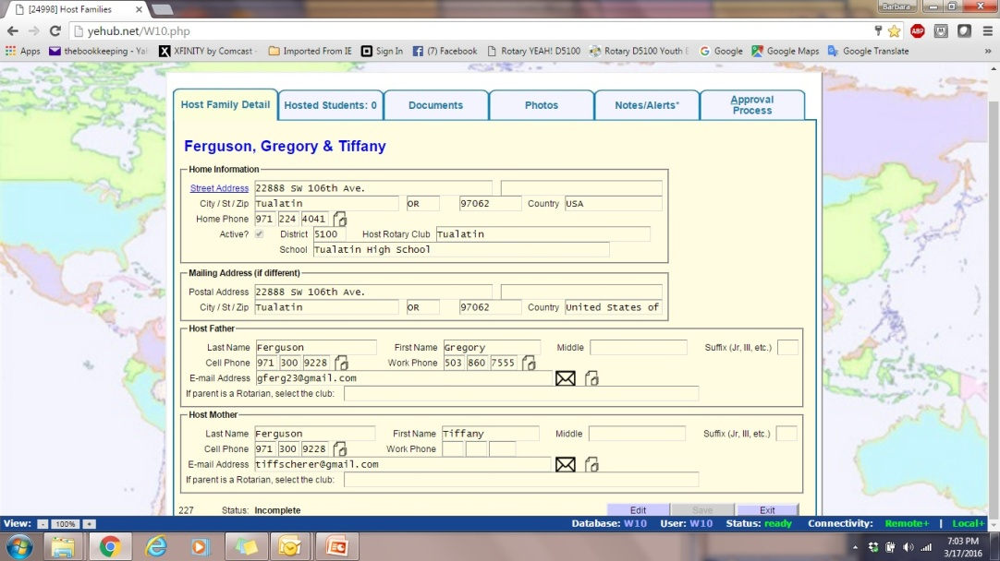 [24998] Host Families
Barbara
yehub.net/W10.php
ABP
Apps thebookkeeping - Ya XFINITY by Comcast Imported From IE Sign In (7) Facebook Rotary YEAH! D5100 Rotary D5100 Youth E Google Google Maps Google Translate »
Host Family Detail Hosted Students: 0 Documents Photos Notes/Alerts* Approval Process
Ferguson, Gregory & Tiffany
Home Information
Street Address 22888 SW 106th Ave.
City / St / Zip Tualatin OR 97062 Country USA
Home Phone 971 224 4041
Active? District 5100 Host Rotary Club Tualatin
School Tualatin High School
Mailing Address (if different)
Postal Address 22888 SW 106th Ave.
City / St / Zip Tualatin OR 97062 Country United States of
Host Father
Last Name Ferguson First Name Gregory Middle Suffix (Jr, III, etc.)
Cell Phone 971 300 9228 Work Phone 503 860 7555
E-mail Address gferg23@gmail.com
If parent is a Rotarian, select the club:
Host Mother
Last Name Ferguson First Name Tiffany Middle Suffix (Jr, III, etc.)
Cell Phone 971 300 9228 Work Phone
E-mail Address tiffscherer@gmail.com
If parent is a Rotarian, select the club:
227 Status: Incomplete Edit Save Exit
View: - 100% + Database: W10 User: W10 Status: ready Connectivity: Remote+ | Local+
7:03 PM
3/17/2016